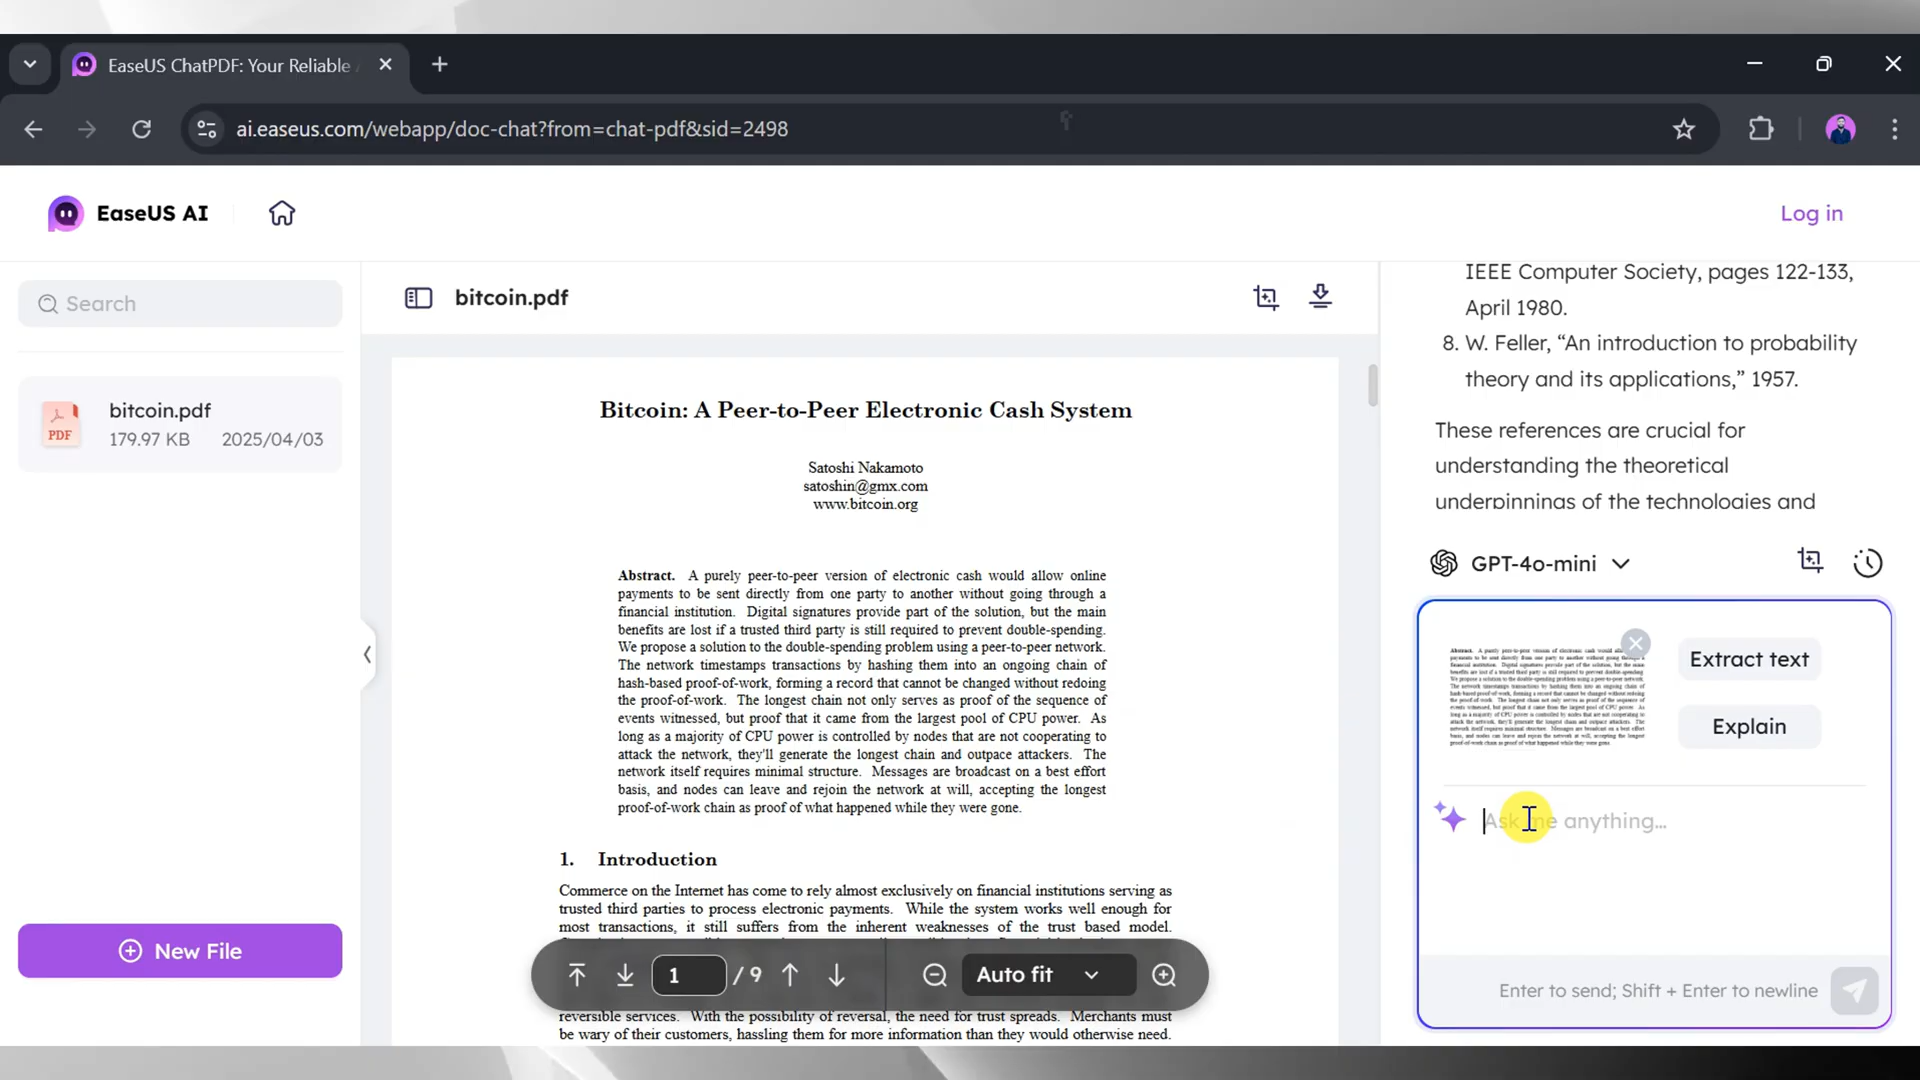 EaseUS ChatPDF: Your Reliable
ai.easeus.com/webapp/doc-chat?from=chat-pdf&sid=2498
EaseUS AI
Log in
Search
bitcoin.pdf
179.97 KB 2025/04/03
PDF
New File
bitcoin.pdf
Bitcoin: A Peer-to-Peer Electronic Cash System
Satoshi Nakamoto
satoshin@gmx.com
www.bitcoin.org
Abstract. A purely peer-to-peer version of electronic cash would allow online
payments to be sent directly from one party to another without going through a
financial institution. Digital signatures provide part of the solution, but the main
benefits are lost if a trusted third party is still required to prevent double-spending.
We propose a solution to the double-spending problem using a peer-to-peer network.
The network timestamps transactions by hashing them into an ongoing chain of
hash-based proof-of-work, forming a record that cannot be changed without redoing
the proof-of-work. The longest chain not only serves as proof of the sequence of
events witnessed, but proof that it came from the largest pool of CPU power. As
long as a majority of CPU power is controlled by nodes that are not cooperating to
attack the network, they'll generate the longest chain and outpace attackers. The
network itself requires minimal structure. Messages are broadcast on a best effort
basis, and nodes can leave and rejoin the network at will, accepting the longest
proof-of-work chain as proof of what happened while they were gone.
1. Introduction
Commerce on the Internet has come to rely almost exclusively on financial institutions serving as
trusted third parties to process electronic payments. While the system works well enough for
most transactions, it still suffers from the inherent weaknesses of the trust based model.
1 / 9
Auto fit
reversible services. With the possibility of reversal, the need for trust spreads. Merchants must
be wary of their customers, hassling them for more information than they would otherwise need.
IEEE Computer Society, pages 122-133,
April 1980.
8. W. Feller, “An introduction to probability
theory and its applications,” 1957.
These references are crucial for
understanding the theoretical
underpinnings of the technologies and
GPT-4o-mini
Extract text
Explain
Ask me anything...
Enter to send; Shift + Enter to newline